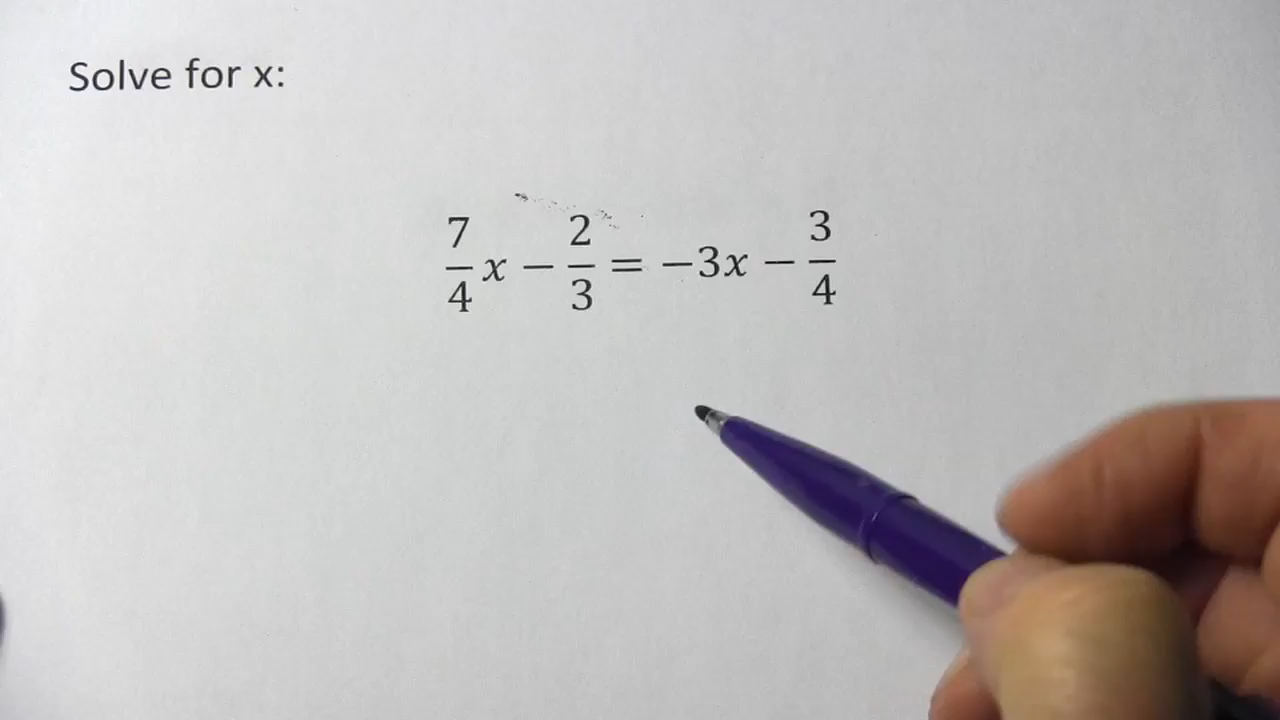 Solve for x:
7/4 x − 2/3 = −3x − 3/4